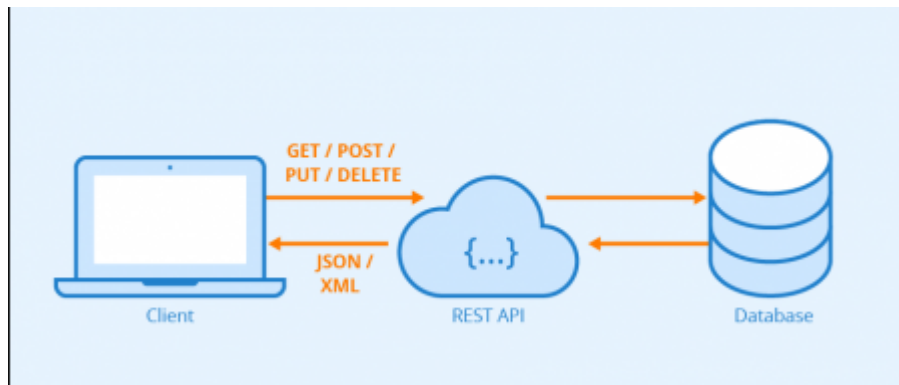 GET / POST /
PUT / DELETE
{...}
JSON /
XML
Client
REST API
Database